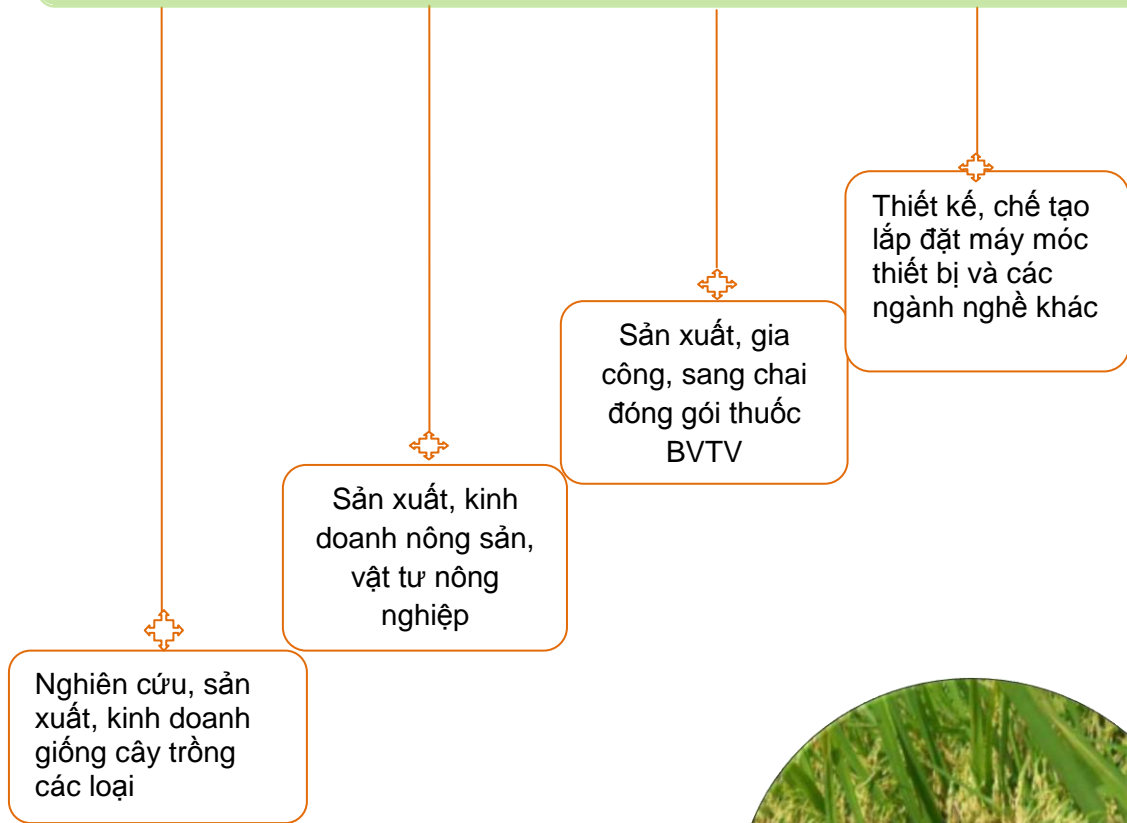 Thiết kế, chế tạo
lắp đặt máy móc
thiết bị và các
ngành nghề khác
Sản xuất, gia
công, sang chai
đóng gói thuốc
BVTV
Sản xuất, kinh
doanh nông sản,
vật tư nông
nghiệp
Nghiên cứu, sản
xuất, kinh doanh
giống cây trồng
các loại